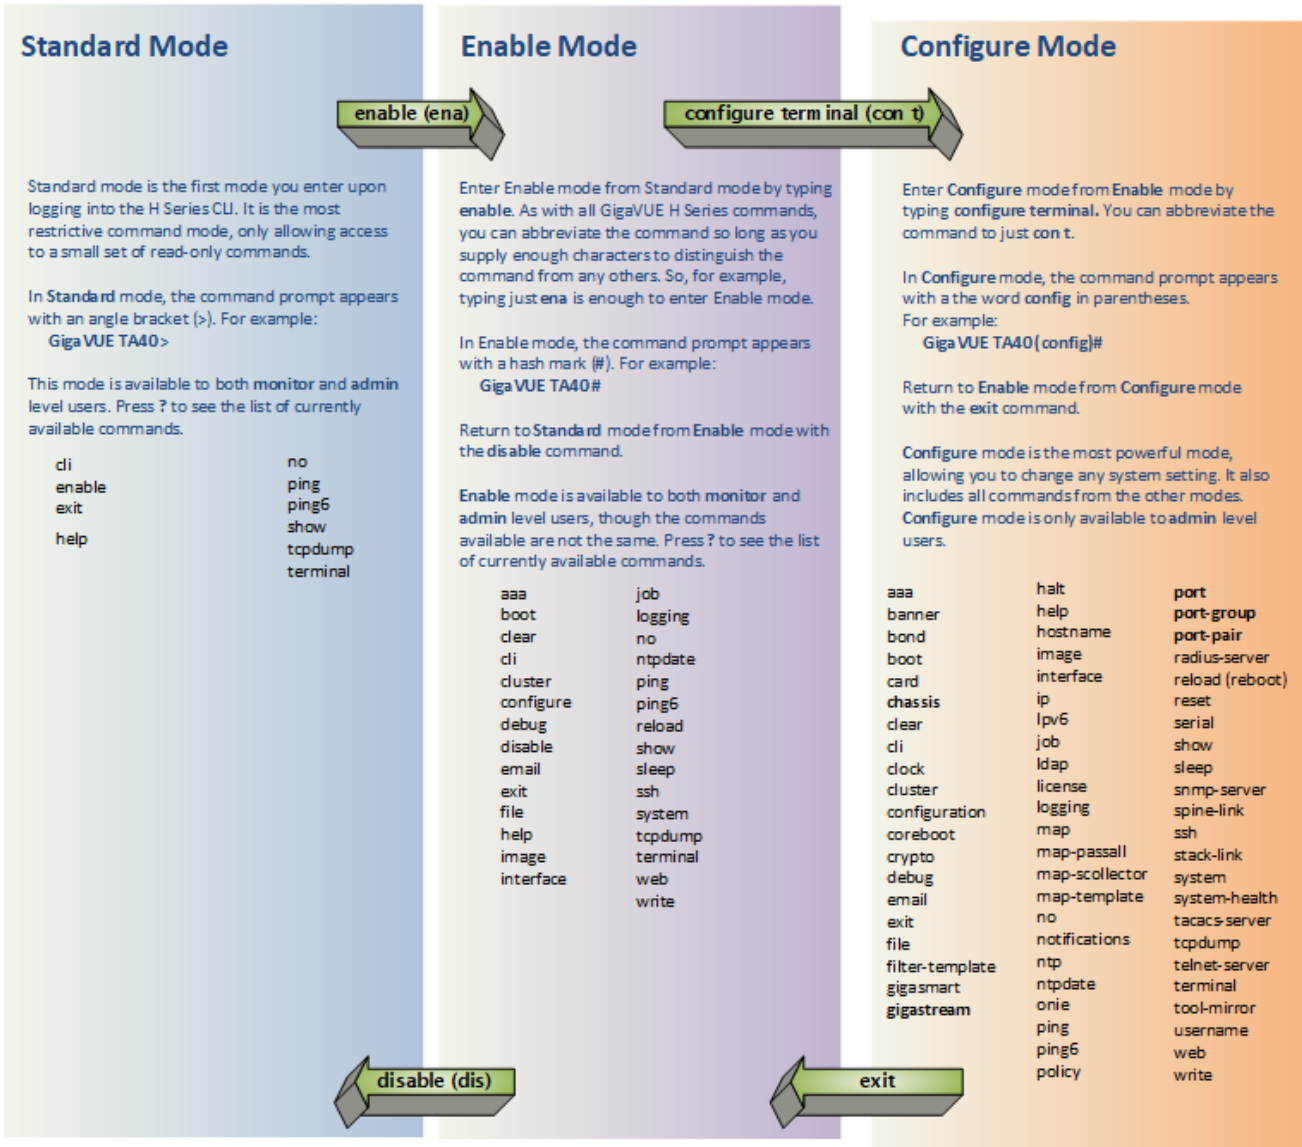 Standard Mode
enable (ena)
Standard mode is the first mode you enter upon
logging into the H Series CLI. It is the most
restrictive command mode, only allowing access
to a small set of read-only commands.
In Standard mode, the command prompt appears
with an angle bracket (>). For example:
GigaVUE TA40>
This mode is available to both monitor and admin
level users. Press ? to see the list of currently
available commands.
cli
enable
exit
help
no
ping
ping6
show
tcpdump
terminal
Enable Mode
configure terminal (con t)
Enter Enable mode from Standard mode by typing
enable. As with all GigaVUE H Series commands,
you can abbreviate the command so long as you
supply enough characters to distinguish the
command from any others. So, for example,
typing just ena is enough to enter Enable mode.
In Enable mode, the command prompt appears
with a hash mark (#). For example:
GigaVUE TA40#
Return to Standard mode from Enable mode with
the disable command.
Enable mode is available to both monitor and
admin level users, though the commands
available are not the same. Press ? to see the list
of currently available commands.
aaa
boot
clear
cli
cluster
configure
debug
disable
email
exit
file
help
image
interface
job
logging
no
ntpdate
ping
ping6
reload
show
sleep
ssh
system
tcpdump
terminal
web
write
disable (dis)
Configure Mode
Enter Configure mode from Enable mode by
typing configure terminal. You can abbreviate the
command to just con t.
In Configure mode, the command prompt appears
with a the word config in parentheses.
For example:
GigaVUE TA40(config)#
Return to Enable mode from Configure mode
with the exit command.
Configure mode is the most powerful mode,
allowing you to change any system setting. It also
includes all commands from the other modes.
Configure mode is only available to admin level
users.
aaa
banner
bond
boot
card
chassis
clear
cli
clock
cluster
configuration
coreboot
crypto
debug
email
exit
file
filter-template
gigasmart
gigastream
halt
help
hostname
image
interface
ip
Ipv6
job
ldap
license
logging
map
map-passall
map-scollector
map-template
no
notifications
ntp
ntpdate
onie
ping
ping6
policy
port
port-group
port-pair
radius-server
reload (reboot)
reset
serial
show
sleep
snmp-server
spine-link
ssh
stack-link
system
system-health
tacacs-server
tcpdump
telnet-server
terminal
tool-mirror
username
web
write
exit